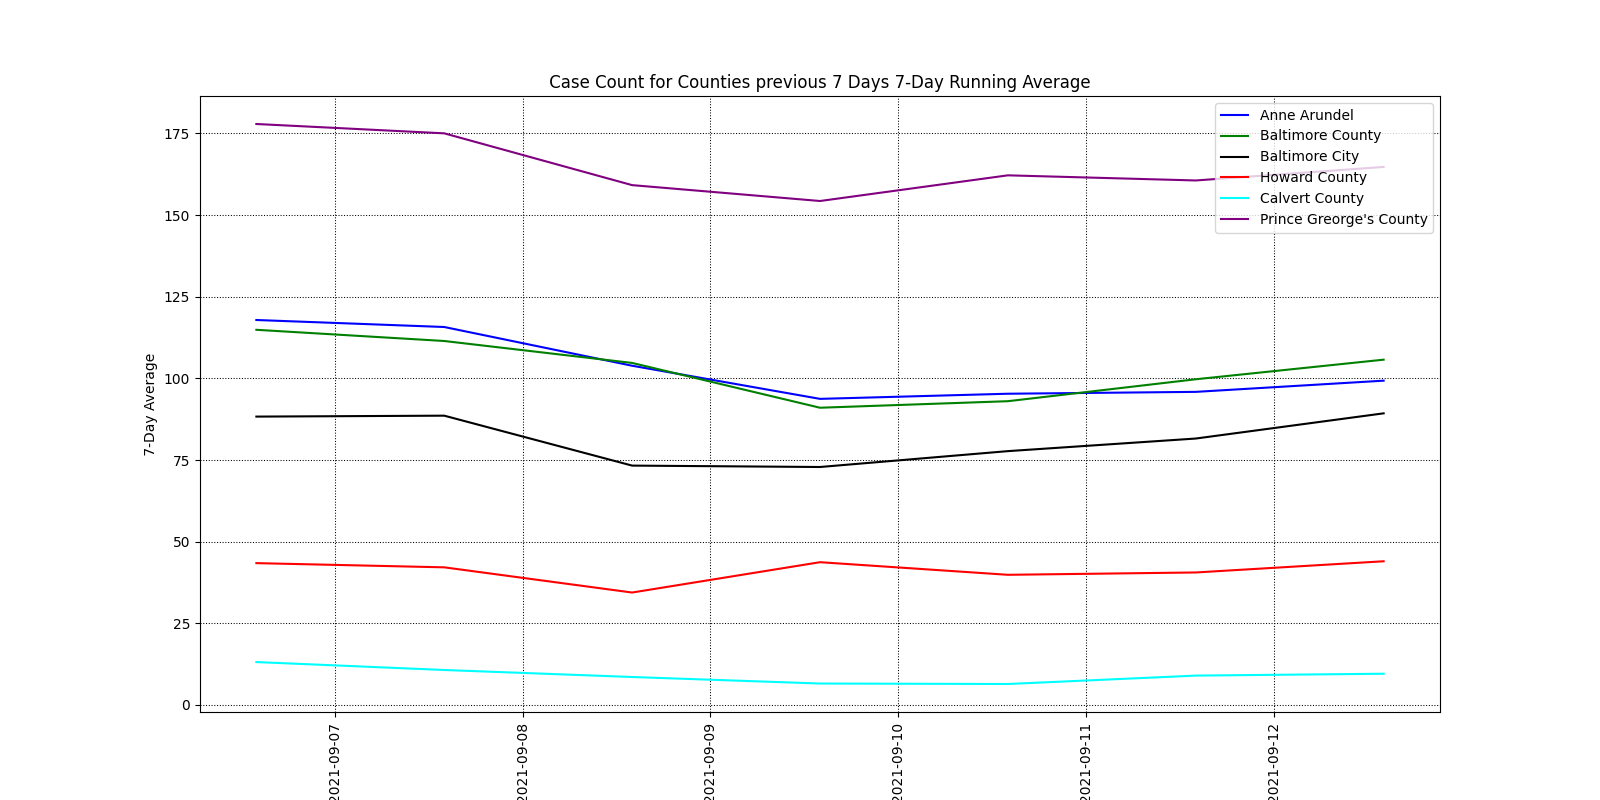 Case Count for Counties previous 7 Days 7-Day Running Average
Anne Arundel
Baltimore County
Baltimore City
Howard County
Calvert County
Prince Greorge's County
7-Day Average
175
150
125
100
75
50
25
0
2021-09-07
2021-09-08
2021-09-09
2021-09-10
2021-09-11
2021-09-12